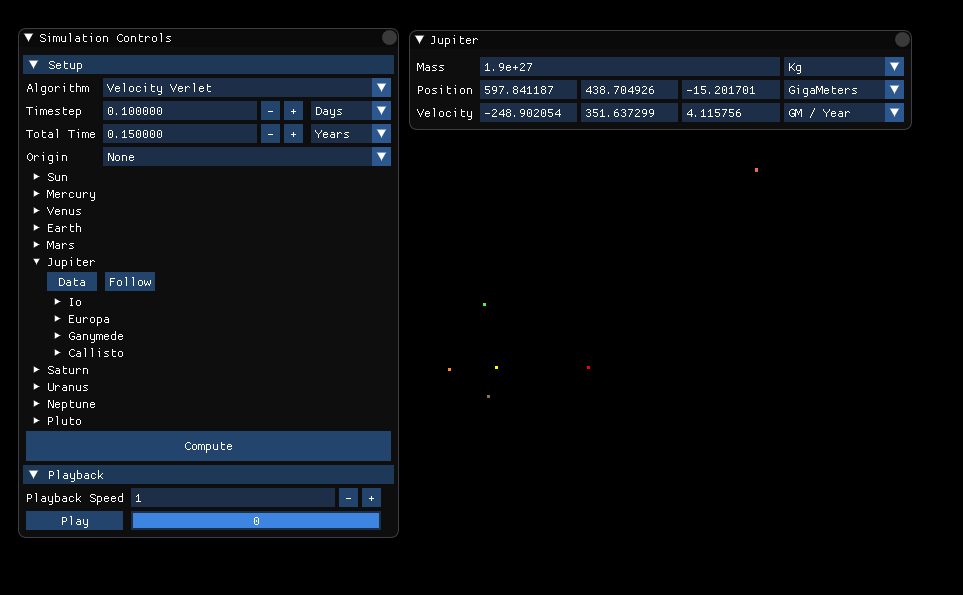 Simulation Controls
Setup
Algorithm Velocity Verlet
Timestep 0.100000 - + Days
Total Time 0.150000 - + Years
Origin None
Sun
Mercury
Venus
Earth
Mars
Jupiter
Data Follow
Io
Europa
Ganymede
Callisto
Saturn
Uranus
Neptune
Pluto
Compute
Playback
Playback Speed 1 - +
Play 0
Jupiter
Mass 1.9e+27 Kg
Position 597.841187 438.704926 -15.201701 GigaMeters
Velocity -248.902054 351.637299 4.115756 GM / Year